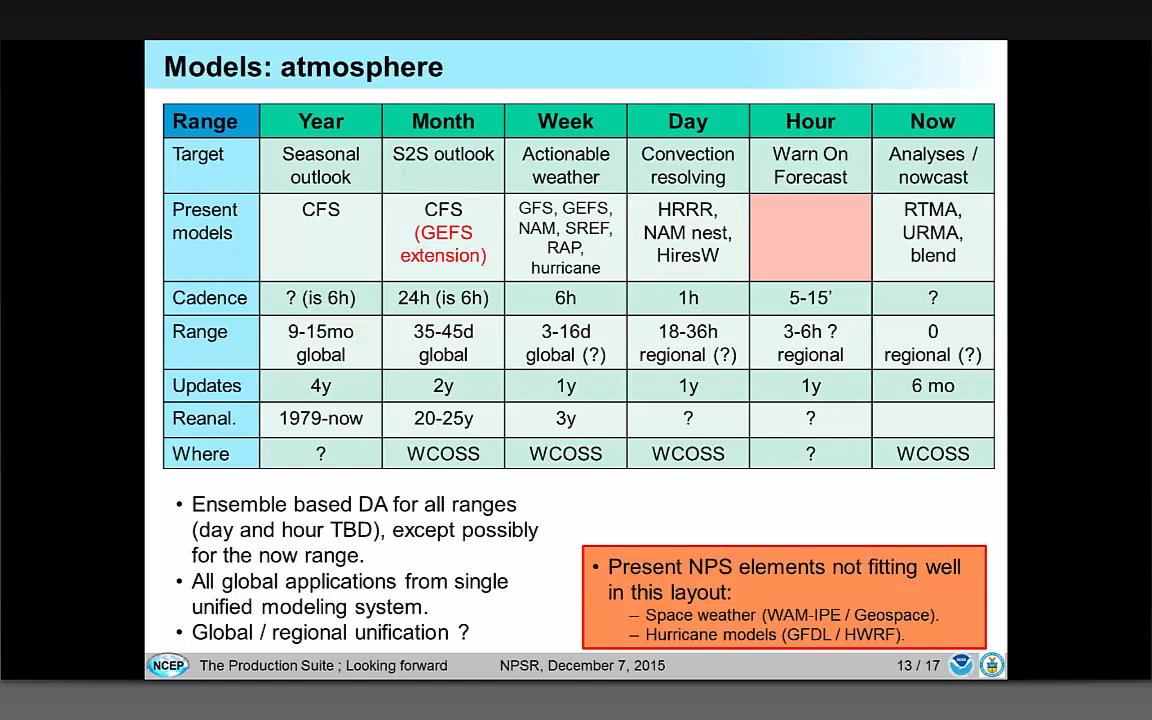 Models: atmosphere
Range Year Month Week Day Hour Now
Target Seasonal outlook S2S outlook Actionable weather Convection resolving Warn On Forecast Analyses / nowcast
Present models CFS CFS (GEFS extension) GFS, GEFS, NAM, SREF, RAP, hurricane HRRR, NAM nest, HiresW RTMA, URMA, blend
Cadence ? (is 6h) 24h (is 6h) 6h 1h 5-15’ ?
Range 9-15mo global 35-45d global 3-16d global (?) 18-36h regional (?) 3-6h ? regional 0 regional (?)
Updates 4y 2y 1y 1y 1y 6 mo
Reanal. 1979-now 20-25y 3y ? ?
Where ? WCOSS WCOSS WCOSS ? WCOSS
• Ensemble based DA for all ranges
(day and hour TBD), except possibly
for the now range.
• All global applications from single
unified modeling system.
• Global / regional unification ?
• Present NPS elements not fitting well
in this layout:
– Space weather (WAM-IPE / Geospace).
– Hurricane models (GFDL / HWRF).
NCEP The Production Suite ; Looking forward NPSR, December 7, 2015 13 / 17